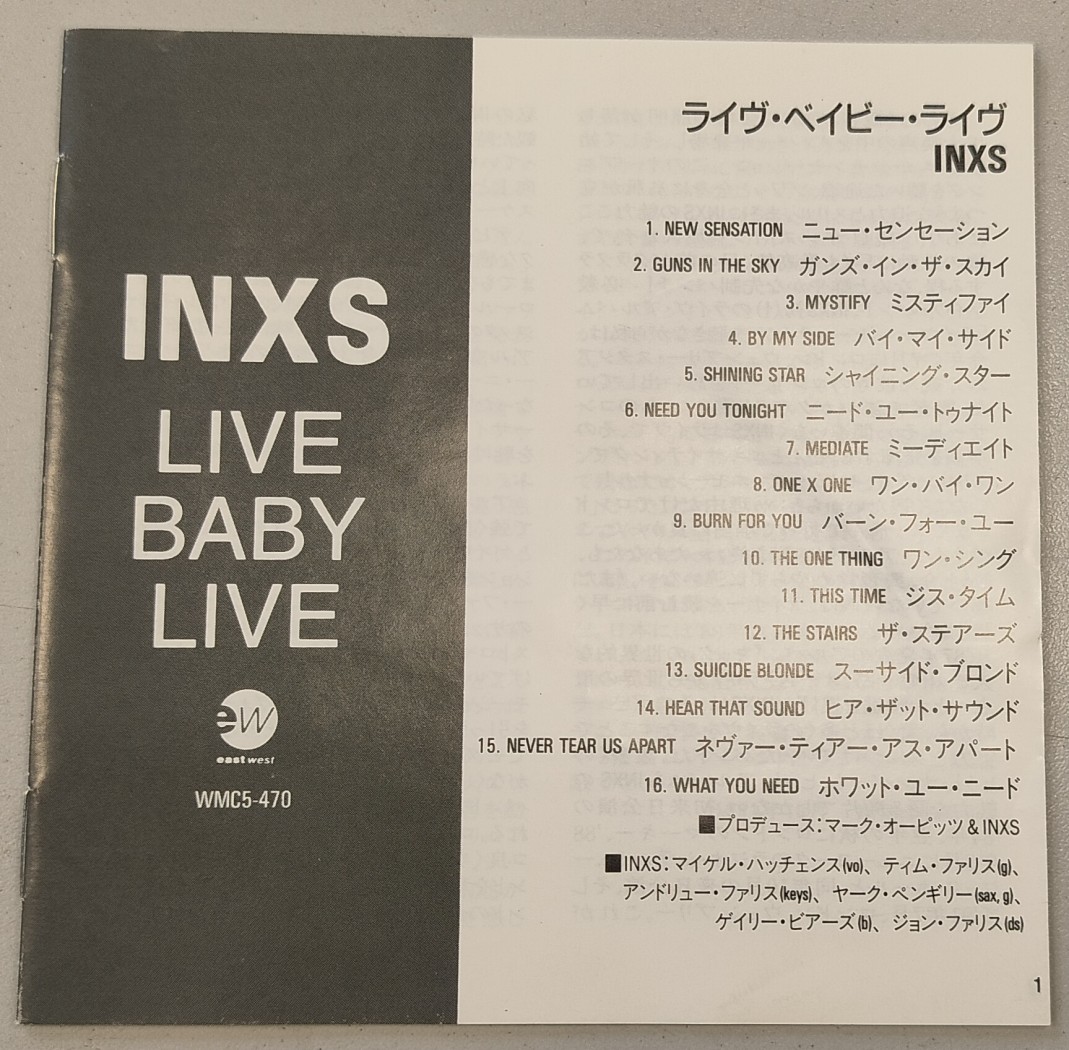 INXS
LIVE
BABY
LIVE
ew
eastwest
WMC5-470
ライヴ・ベイビー・ライヴ
INXS
1. NEW SENSATION ニュー・センセーション
2. GUNS IN THE SKY ガンズ・イン・ザ・スカイ
3. MYSTIFY ミスティファイ
4. BY MY SIDE バイ・マイ・サイド
5. SHINING STAR シャイニング・スター
6. NEED YOU TONIGHT ニード・ユー・トゥナイト
7. MEDIATE ミーディエイト
8. ONE X ONE ワン・バイ・ワン
9. BURN FOR YOU バーン・フォー・ユー
10. THE ONE THING ワン・シング
11. THIS TIME ジス・タイム
12. THE STAIRS ザ・ステアーズ
13. SUICIDE BLONDE スーサイド・ブロンド
14. HEAR THAT SOUND ヒア・ザット・サウンド
15. NEVER TEAR US APART ネヴァー・ティアー・アス・アパート
16. WHAT YOU NEED ホワット・ユー・ニード
■プロデュース：マーク・オーピッツ & INXS
■INXS：マイケル・ハッチェンス(vo)、ティム・ファリス(g)、
アンドリュー・ファリス(keys)、ヤーク・ペンギリー(sax, g)、
ゲイリー・ビアーズ(b)、ジョン・ファリス(ds)
1